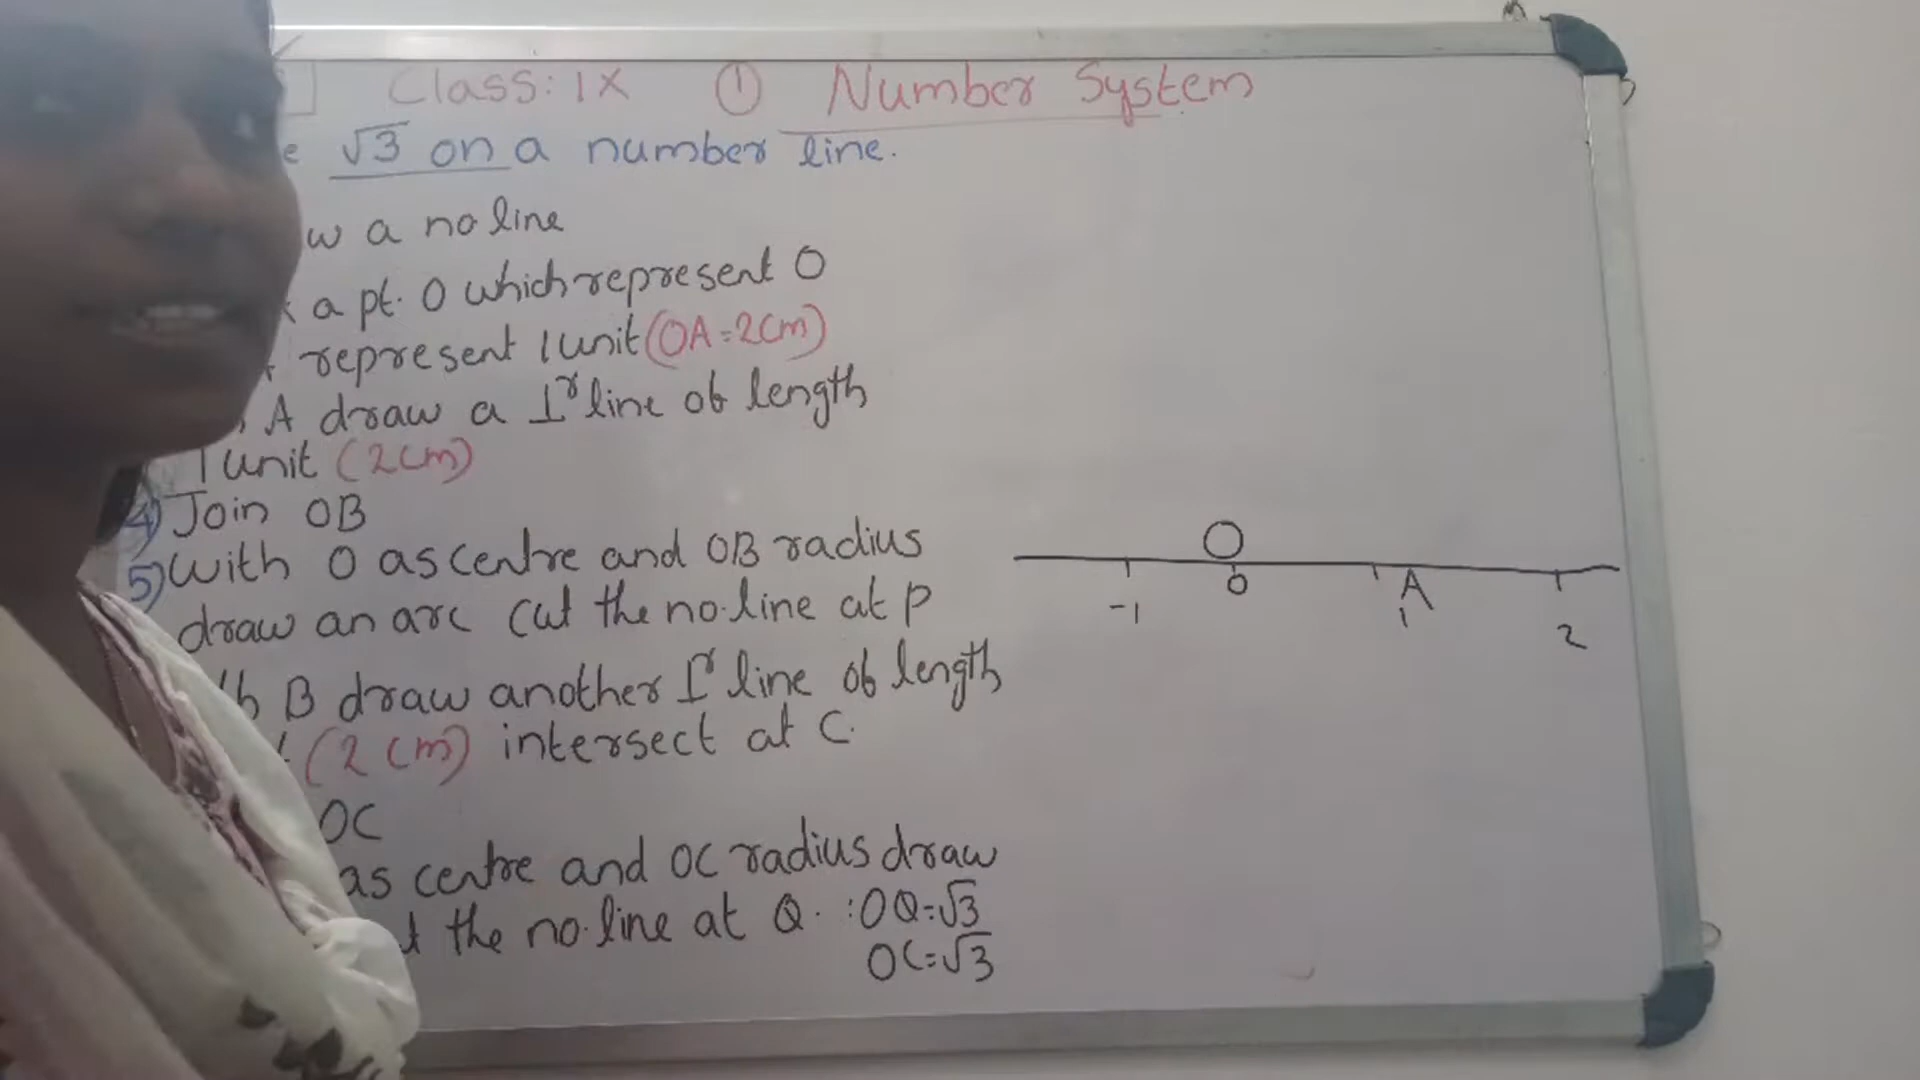 Class: IX ① Number System
√3 on a number line.
a no line
a pt. O which represent O
represent 1 unit (OA=2cm)
A draw a ⊥r line of length
1 unit (2cm)
4) Join OB
5) With O as centre and OB radius
draw an arc cut the no.line at P
B draw another ⊥r line of length
(2cm) intersect at C.
OC
as centre and OC radius draw
the no.line at Q. :OQ=√3
OC=√3
O
-1 0 A
1 2